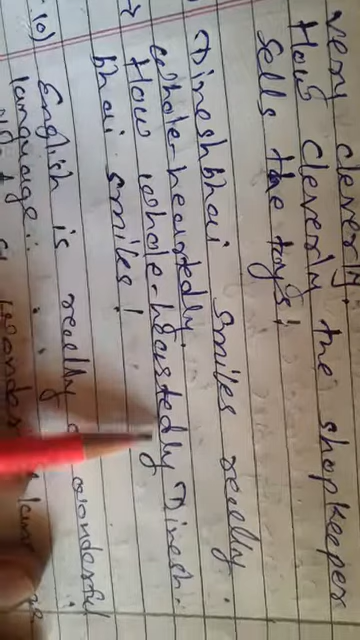 very cleverly.
How cleverly the shopkeeper
sells the toys!
Dineshbhai smiles really
whole-heartedly.
How whole-heartedly Dinesh-
bhai smiles!
10) English is really a wonderful
language.